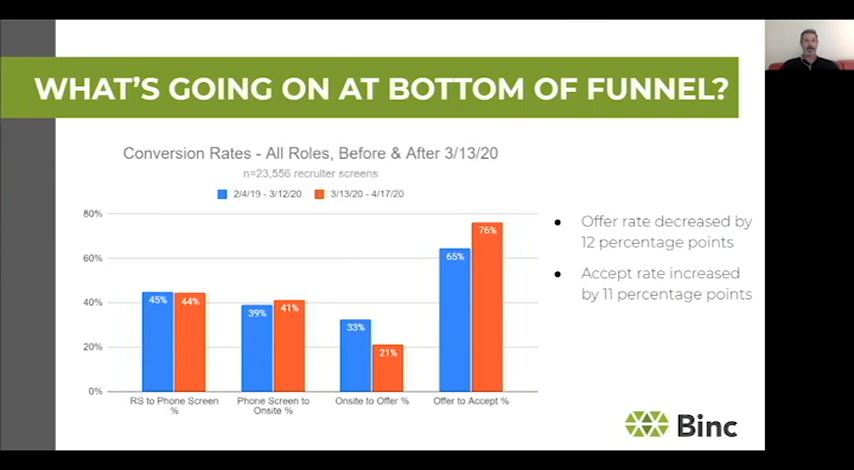 WHAT'S GOING ON AT BOTTOM OF FUNNEL?
Conversion Rates - All Roles, Before & After 3/13/20
n=23,556 recruiter screens
2/4/19 - 3/12/20
3/13/20 - 4/17/20
80%
60%
40%
20%
0%
45%
44%
39%
41%
33%
21%
65%
76%
RS to Phone Screen
%
Phone Screen to
Onsite %
Onsite to Offer %
Offer to Accept %
• Offer rate decreased by
12 percentage points
• Accept rate increased
by 11 percentage points
Binc